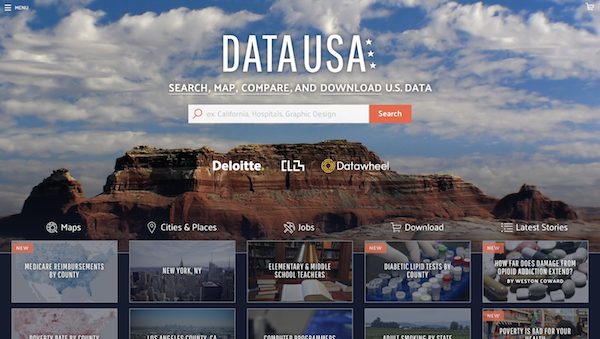 MENU
DATA USA:
SEARCH, MAP, COMPARE, AND DOWNLOAD U.S. DATA
ex. California, Hospitals, Graphic Design
Search
Deloitte.
Datawheel
Maps
Cities & Places
Jobs
Download
Latest Stories
NEW
MEDICARE REIMBURSEMENTS
BY COUNTY
NEW YORK, NY
ELEMENTARY & MIDDLE
SCHOOL TEACHERS
NEW
DIABETIC LIPID TESTS BY
COUNTY
NEW
HOW FAR DOES DAMAGE FROM
OPIOID ADDICTION EXTEND?
BY WESTON COWARD
POVERTY RATE BY COUNTY
LOS ANGELES COUNTY, CA
COMPUTER PROGRAMMERS
ADULT SMOKING BY STATE
NEW
POVERTY IS BAD FOR YOUR
HEALTH